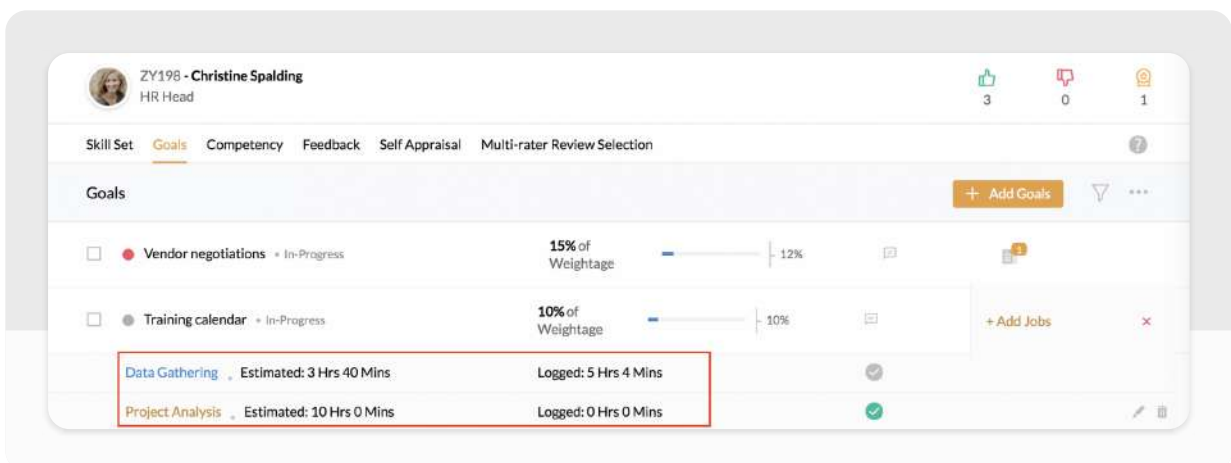 ZY198 - Christine Spalding
HR Head
3 0 1
Skill Set Goals Competency Feedback Self Appraisal Multi-rater Review Selection ?
Goals + Add Goals
Vendor negotiations • In-Progress 15% of Weightage 12% 1
Training calendar • In-Progress 10% of Weightage 10% + Add Jobs
Data Gathering Estimated: 3 Hrs 40 Mins Logged: 5 Hrs 4 Mins
Project Analysis Estimated: 10 Hrs 0 Mins Logged: 0 Hrs 0 Mins